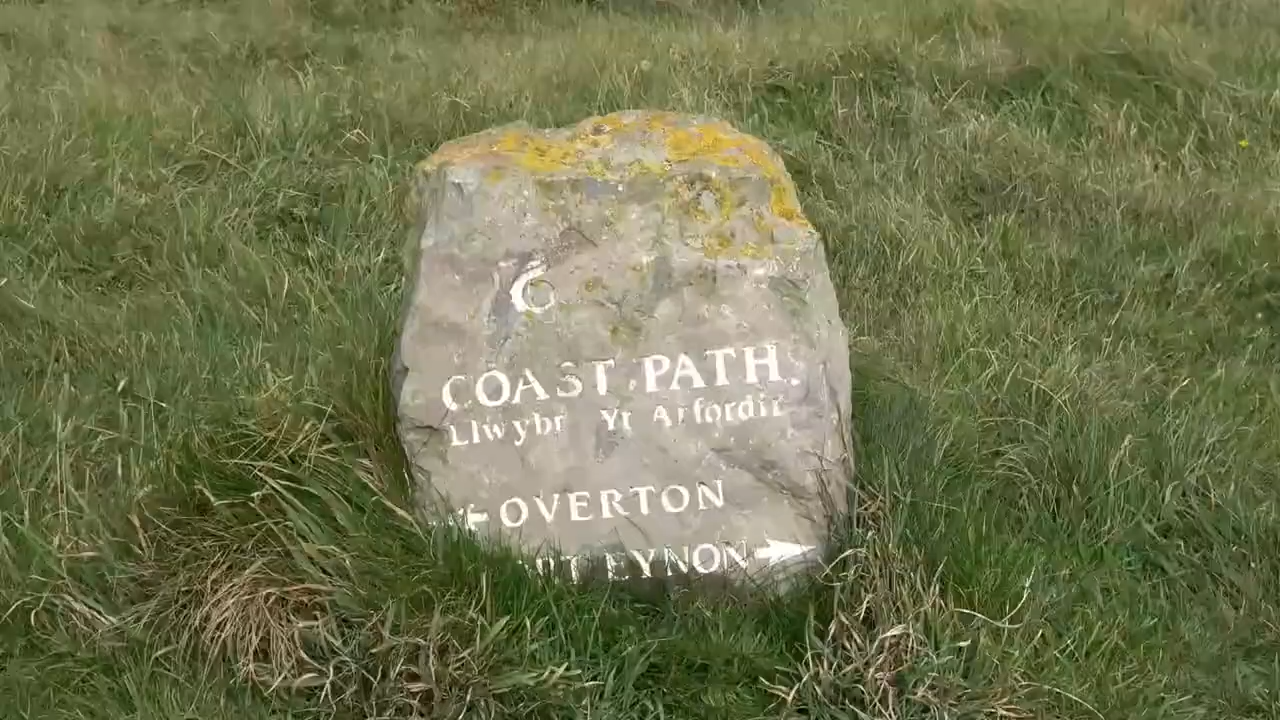 COAST PATH
Llwybr Yr Arfordir
← OVERTON
EYNON →